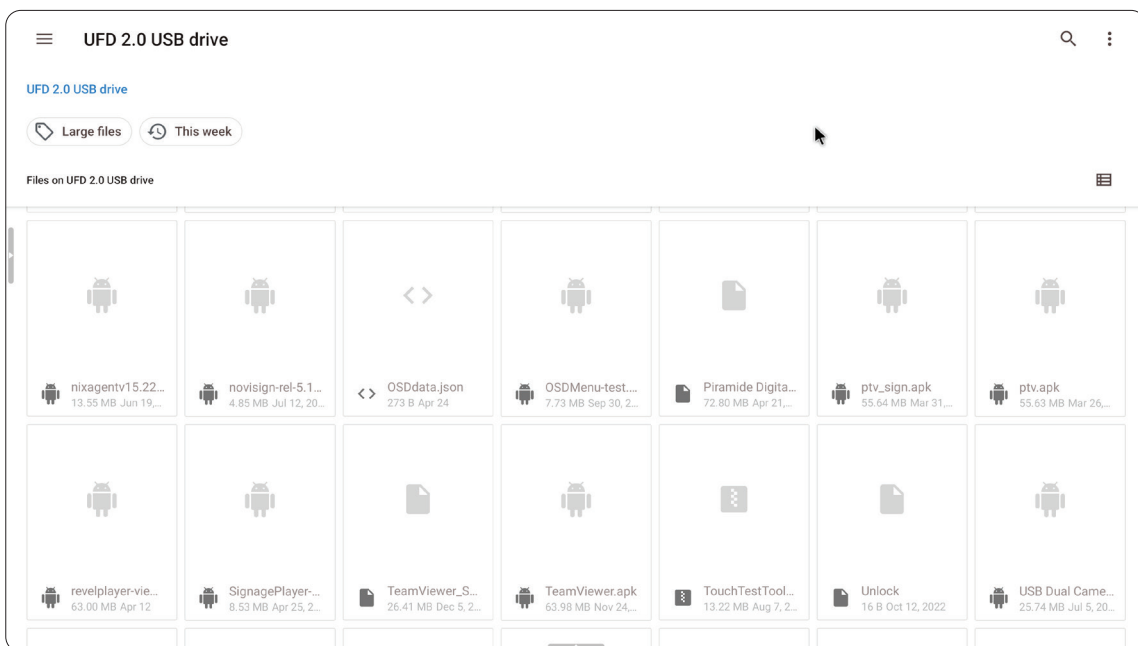 UFD 2.0 USB drive
UFD 2.0 USB drive
Large files
This week
Files on UFD 2.0 USB drive
nixagentv15.22...
13.55 MB Jun 19,...
novisign-rel-5.1...
4.85 MB Jul 12, 20...
OSDdata.json
273 B Apr 24
OSDMenu-test....
7.73 MB Sep 30, 2...
Piramide Digita...
72.80 MB Apr 21,...
ptv_sign.apk
55.64 MB Mar 31,...
ptv.apk
55.63 MB Mar 26,...
revelplayer-vie...
63.00 MB Apr 12
SignagePlayer-...
8.53 MB Apr 25, 2...
TeamViewer_S...
26.41 MB Dec 5, 2...
TeamViewer.apk
63.98 MB Nov 24,...
TouchTestTool...
13.22 MB Aug 7, 2...
Unlock
16 B Oct 12, 2022
USB Dual Came...
25.74 MB Jul 5, 20...